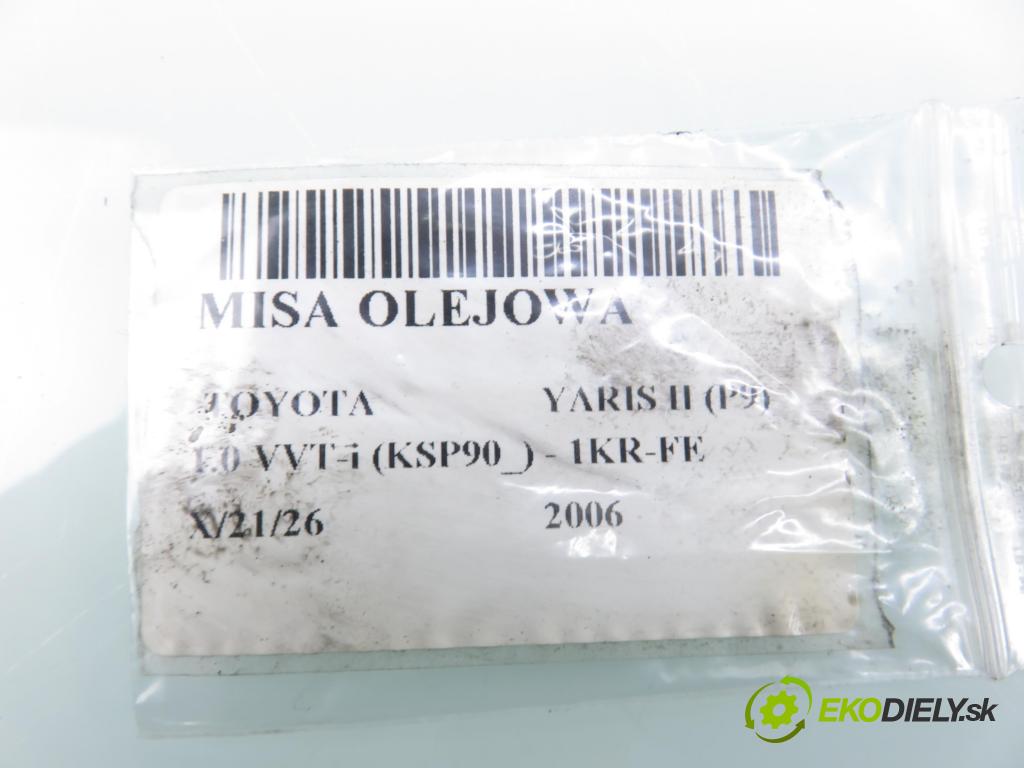 MISA OLEJOWA
TOYOTA YARIS II (P9)
1.0 VVT-i (KSP90_) - 1KR-FE
X/21/26 2006
EKODIELY.sk